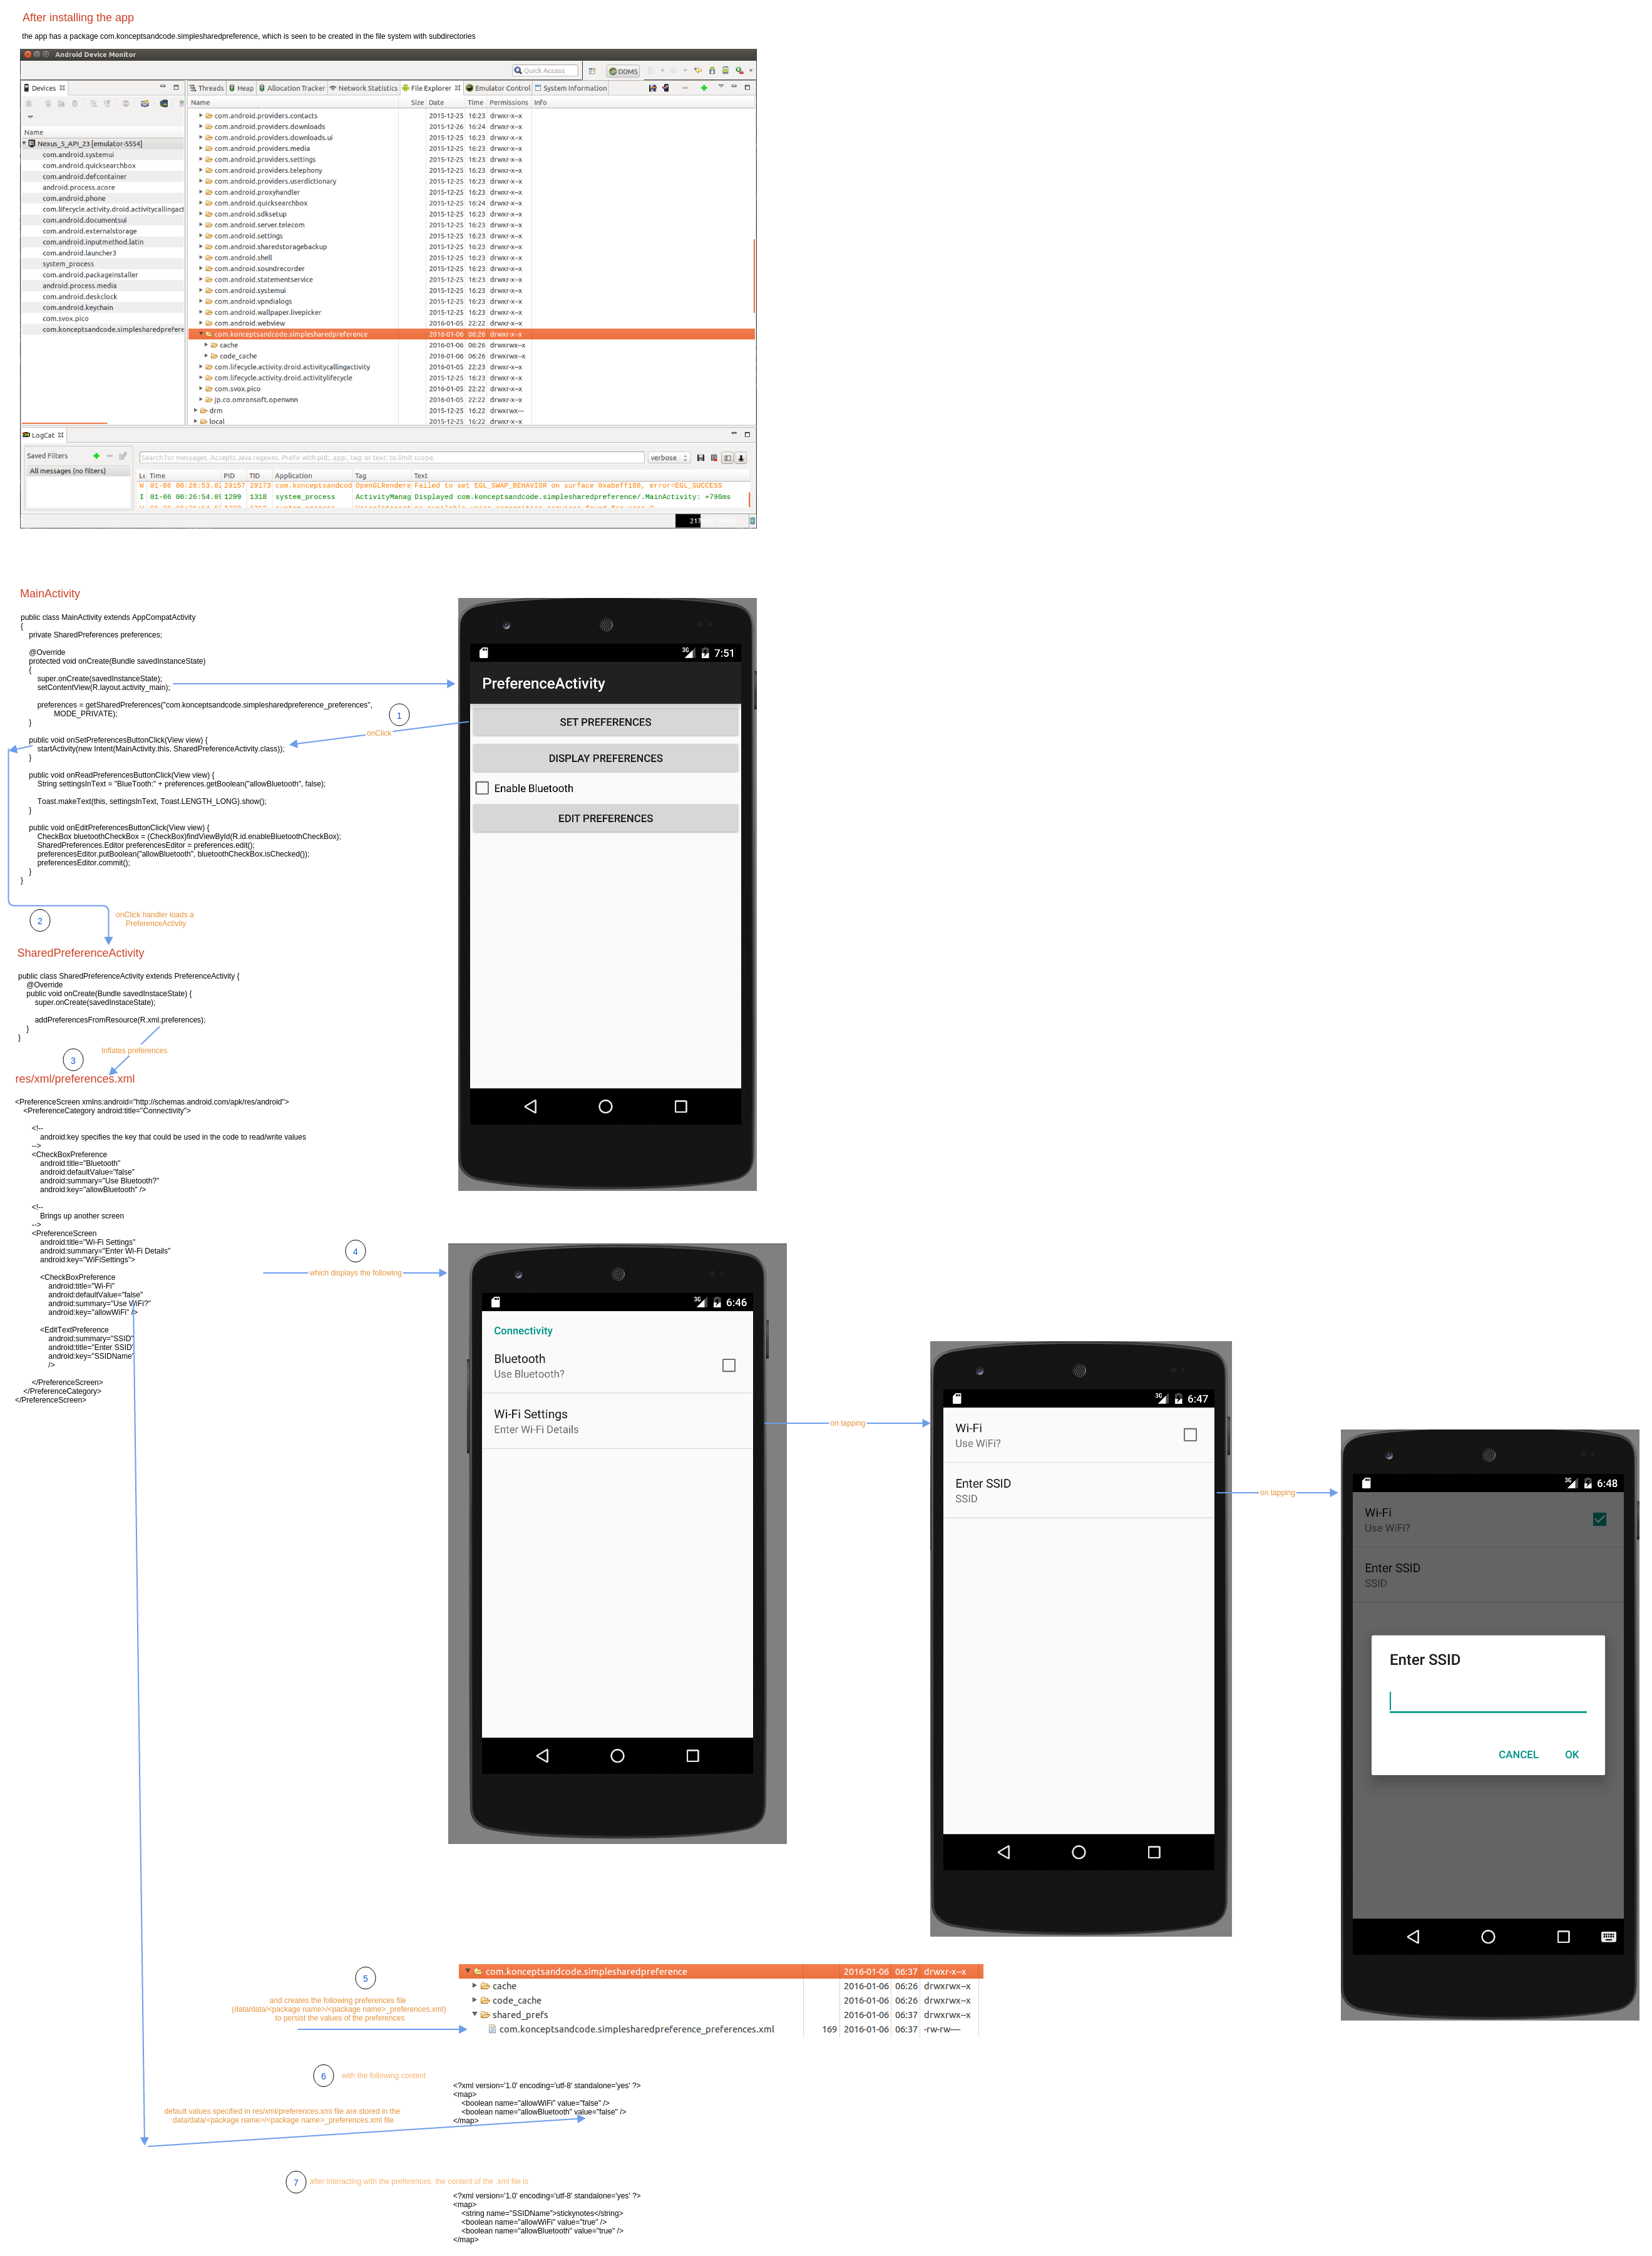 After installing the app
the app has a package com.konceptsandcode.simplesharedpreference, which is seen to be created in the file system with subdirectories
Android Device Monitor
Quick Access
DDMS
Devices
Threads Heap Allocation Tracker Network Statistics File Explorer Emulator Control System Information
Name
Nexus_5_API_23 [emulator-5554]
com.android.systemui
com.android.quicksearchbox
com.android.defcontainer
android.process.acore
com.android.phone
com.lifecycle.activity.droid.activitycallingact
com.android.documentsui
com.android.externalstorage
com.android.inputmethod.latin
com.android.launcher3
system_process
com.android.packageinstaller
android.process.media
com.android.deskclock
com.android.keychain
com.svox.pico
com.konceptsandcode.simplesharedprefere
Name Size Date Time Permissions Info
com.android.providers.contacts 2015-12-25 16:23 drwxr-x--x
com.android.providers.downloads 2015-12-26 16:24 drwxr-x--x
com.android.providers.downloads.ui 2015-12-25 16:23 drwxr-x--x
com.android.providers.media 2015-12-25 16:23 drwxr-x--x
com.android.providers.settings 2015-12-25 16:23 drwxr-x--x
com.android.providers.telephony 2015-12-25 16:23 drwxr-x--x
com.android.providers.userdictionary 2015-12-25 16:23 drwxr-x--x
com.android.proxyhandler 2015-12-25 16:23 drwxr-x--x
com.android.quicksearchbox 2015-12-25 16:24 drwxr-x--x
com.android.sdksetup 2015-12-25 16:23 drwxr-x--x
com.android.server.telecom 2015-12-25 16:23 drwxr-x--x
com.android.settings 2015-12-25 16:23 drwxr-x--x
com.android.sharedstoragebackup 2015-12-25 16:23 drwxr-x--x
com.android.shell 2015-12-25 16:23 drwxr-x--x
com.android.soundrecorder 2015-12-25 16:23 drwxr-x--x
com.android.statementservice 2015-12-25 16:23 drwxr-x--x
com.android.systemui 2015-12-25 16:23 drwxr-x--x
com.android.vpndialogs 2015-12-25 16:23 drwxr-x--x
com.android.wallpaper.livepicker 2015-12-25 16:23 drwxr-x--x
com.android.webview 2016-01-05 22:22 drwxr-x--x
com.konceptsandcode.simplesharedpreference 2016-01-06 06:26 drwxr-x--x
cache 2016-01-06 06:26 drwxrwx--x
code_cache 2016-01-06 06:26 drwxrwx--x
com.lifecycle.activity.droid.activitycallingactivity 2016-01-05 22:23 drwxr-x--x
com.lifecycle.activity.droid.activitylifecycle 2015-12-25 16:23 drwxr-x--x
com.svox.pico 2016-01-05 22:22 drwxr-x--x
jp.co.omronsoft.openwnn 2016-01-05 22:22 drwxr-x--x
drm 2015-12-25 16:22 drwxrwx---
local 2015-12-25 16:22 drwxr-x--x
LogCat
Saved Filters
All messages (no filters)
Search for messages. Accepts Java regexes. Prefix with pid:, app:, tag: or text: to limit scope.
verbose
Time PID TID Application Tag Text
W 01-06 06:26:53.82 29157 29173 com.konceptsandcod OpenGLRendere Failed to set EGL_SWAP_BEHAVIOR on surface 0xabeff180, error=EGL_SUCCESS
I 01-06 06:26:54.09 1299 1318 system_process ActivityManag Displayed com.konceptsandcode.simplesharedpreference/.MainActivity: +796ms
MainActivity
public class MainActivity extends AppCompatActivity
{
private SharedPreferences preferences;
@Override
protected void onCreate(Bundle savedInstanceState)
{
super.onCreate(savedInstanceState);
setContentView(R.layout.activity_main);
preferences = getSharedPreferences("com.konceptsandcode.simplesharedpreference_preferences",
MODE_PRIVATE);
}
public void onSetPreferencesButtonClick(View view) {
startActivity(new Intent(MainActivity.this, SharedPreferenceActivity.class));
}
public void onReadPreferencesButtonClick(View view) {
String settingsInText = "BlueTooth:" + preferences.getBoolean("allowBluetooth", false);
Toast.makeText(this, settingsInText, Toast.LENGTH_LONG).show();
}
public void onEditPreferencesButtonClick(View view) {
CheckBox bluetoothCheckBox = (CheckBox)findViewById(R.id.enableBluetoothCheckBox);
SharedPreferences.Editor preferencesEditor = preferences.edit();
preferencesEditor.putBoolean("allowBluetooth", bluetoothCheckBox.isChecked());
preferencesEditor.commit();
}
}
1
onClick
3G 7:51
PreferenceActivity
SET PREFERENCES
DISPLAY PREFERENCES
Enable Bluetooth
EDIT PREFERENCES
2
onClick handler loads a
PreferenceActivity
SharedPreferenceActivity
public class SharedPreferenceActivity extends PreferenceActivity {
@Override
public void onCreate(Bundle savedInstaceState) {
super.onCreate(savedInstaceState);
addPreferencesFromResource(R.xml.preferences);
}
}
3
Inflates preferences
res/xml/preferences.xml
<PreferenceScreen xmlns:android="http://schemas.android.com/apk/res/android">
<PreferenceCategory android:title="Connectivity">
<!--
android:key specifies the key that could be used in the code to read/write values
-->
<CheckBoxPreference
android:title="Bluetooth"
android:defaultValue="false"
android:summary="Use Bluetooth?"
android:key="allowBluetooth" />
<!--
Brings up another screen
-->
<PreferenceScreen
android:title="Wi-Fi Settings"
android:summary="Enter Wi-Fi Details"
android:key="WiFiSettings">
<CheckBoxPreference
android:title="Wi-Fi"
android:defaultValue="false"
android:summary="Use WiFi?"
android:key="allowWiFi" />
<EditTextPreference
android:summary="SSID"
android:title="Enter SSID"
android:key="SSIDName"
/>
</PreferenceScreen>
</PreferenceCategory>
</PreferenceScreen>
4
which displays the following
3G 6:46
Connectivity
Bluetooth
Use Bluetooth?
Wi-Fi Settings
Enter Wi-Fi Details
on tapping
3G 6:47
Wi-Fi
Use WiFi?
Enter SSID
SSID
on tapping
3G 6:48
Wi-Fi
Use WiFi?
Enter SSID
SSID
Enter SSID
CANCEL OK
5
and creates the following preferences file
(data/data/<package name>/<package name>_preferences.xml)
to persist the values of the preferences
com.konceptsandcode.simplesharedpreference 2016-01-06 06:37 drwxr-x--x
cache 2016-01-06 06:26 drwxrwx--x
code_cache 2016-01-06 06:26 drwxrwx--x
shared_prefs 2016-01-06 06:37 drwxrwx--x
com.konceptsandcode.simplesharedpreference_preferences.xml 169 2016-01-06 06:37 -rw-rw----
6
with the following content
<?xml version='1.0' encoding='utf-8' standalone='yes' ?>
<map>
<boolean name="allowWiFi" value="false" />
<boolean name="allowBluetooth" value="false" />
</map>
default values specified in res/xml/preferences.xml file are stored in the
data/data/<package name>/<package name>_preferences.xml file
7
after interacting with the preferences, the content of the .xml file is
<?xml version='1.0' encoding='utf-8' standalone='yes' ?>
<map>
<string name="SSIDName">stickynotes</string>
<boolean name="allowWiFi" value="true" />
<boolean name="allowBluetooth" value="true" />
</map>